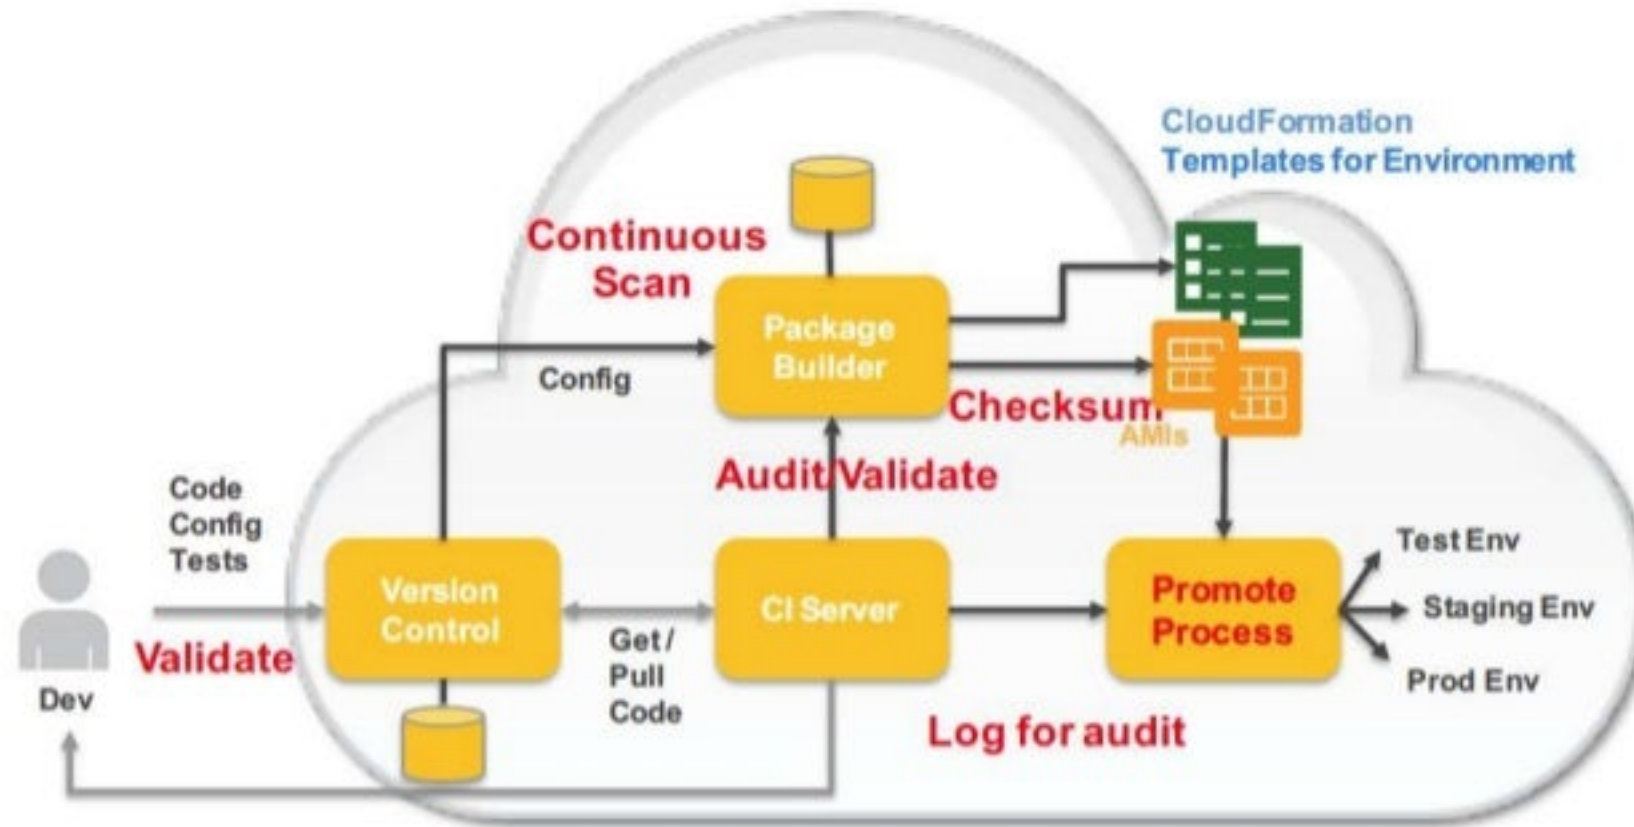 CloudFormation
Templates for Environment
Continuous
Scan
Package
Builder
Config
Checksum
AMIs
Audit/Validate
Code
Config
Tests
Version
Control
CI Server
Promote
Process
Test Env
Staging Env
Prod Env
Validate
Get /
Pull
Code
Dev
Log for audit